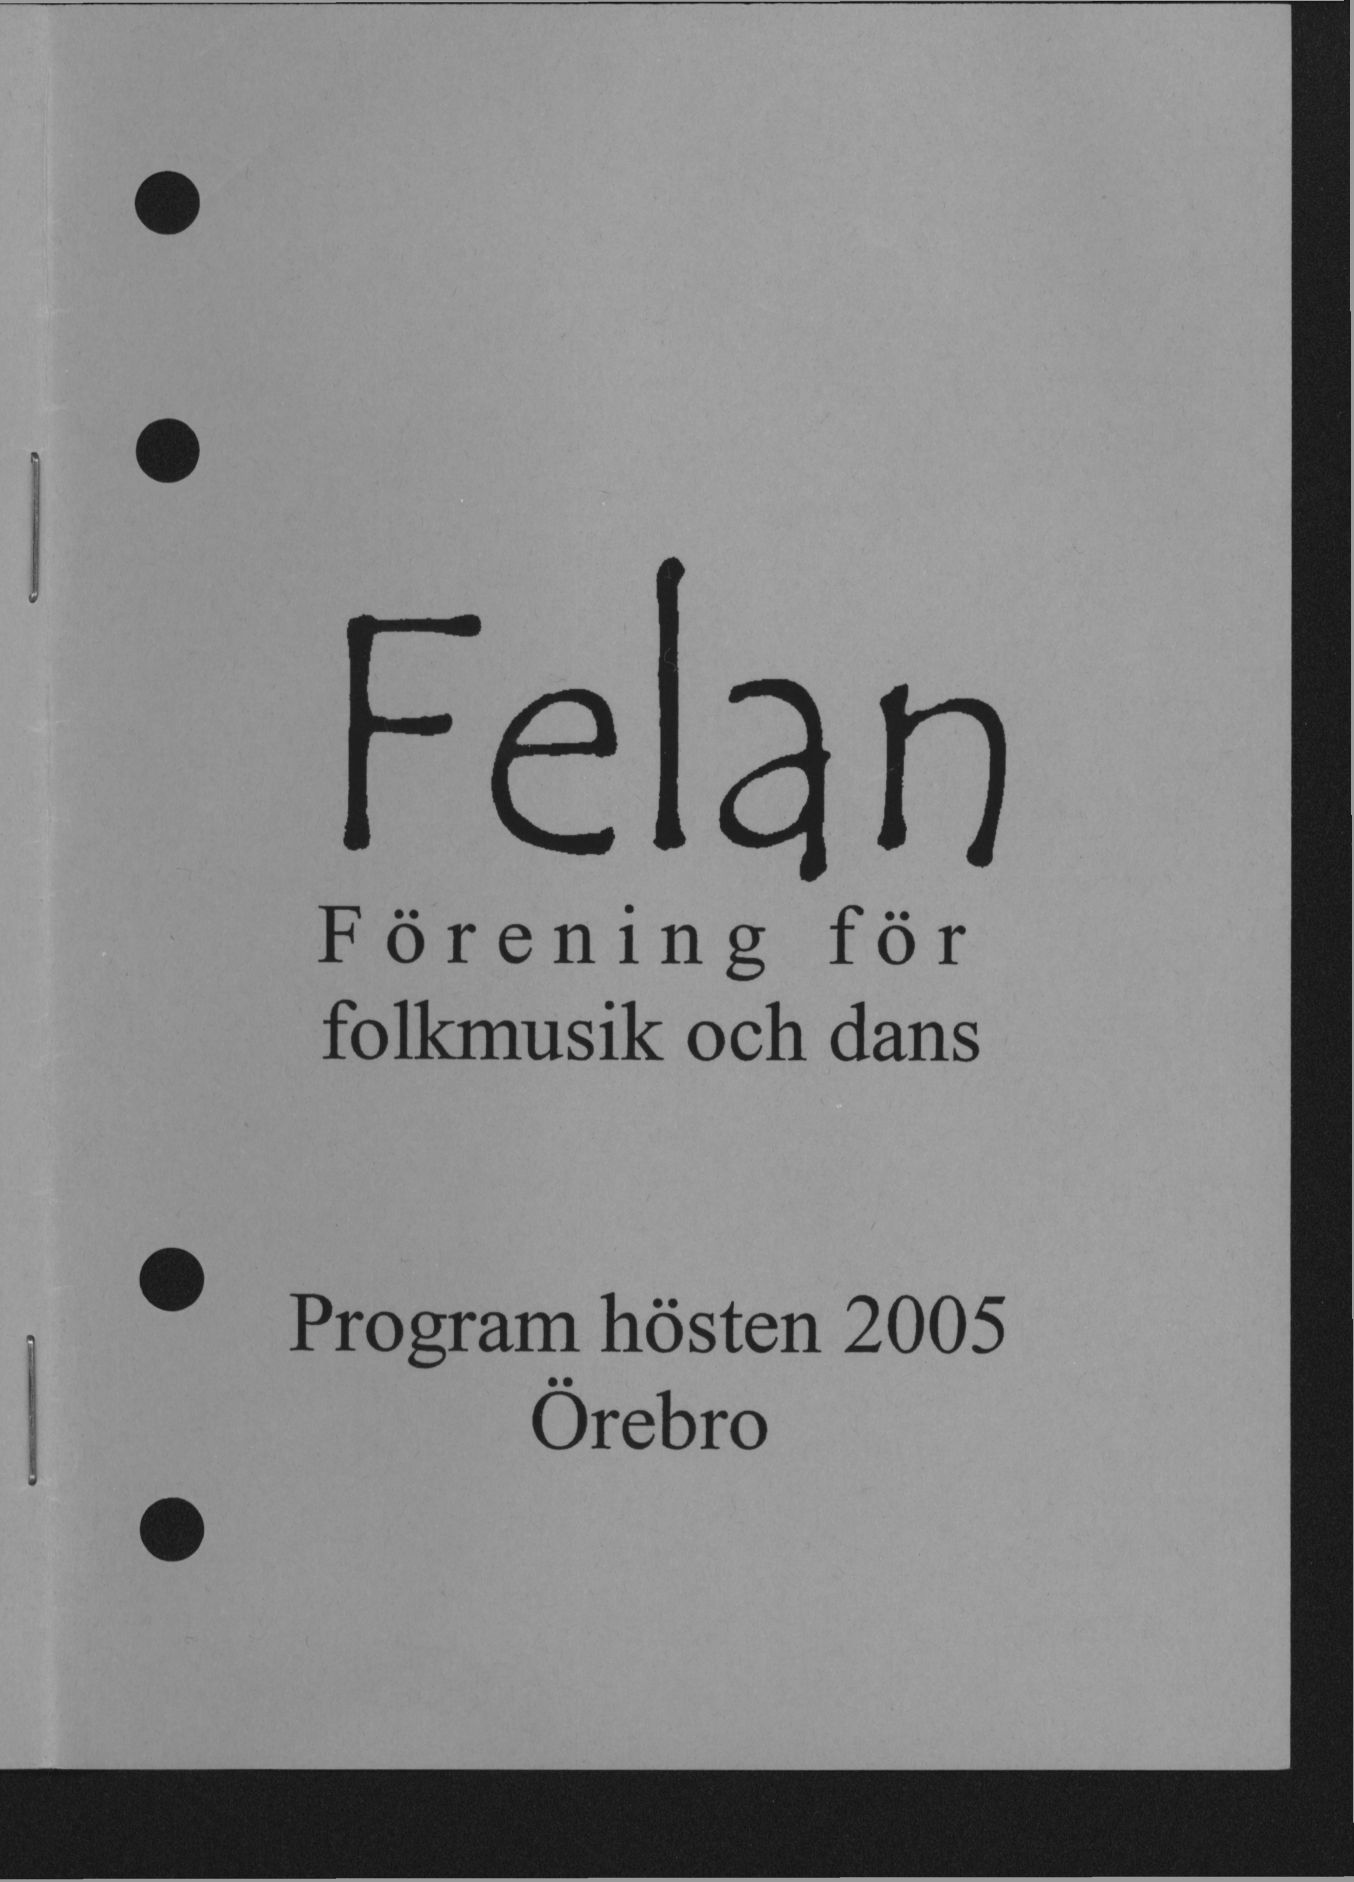 Felan
Förening för
folkmusik och dans
Program hösten 2005
Örebro